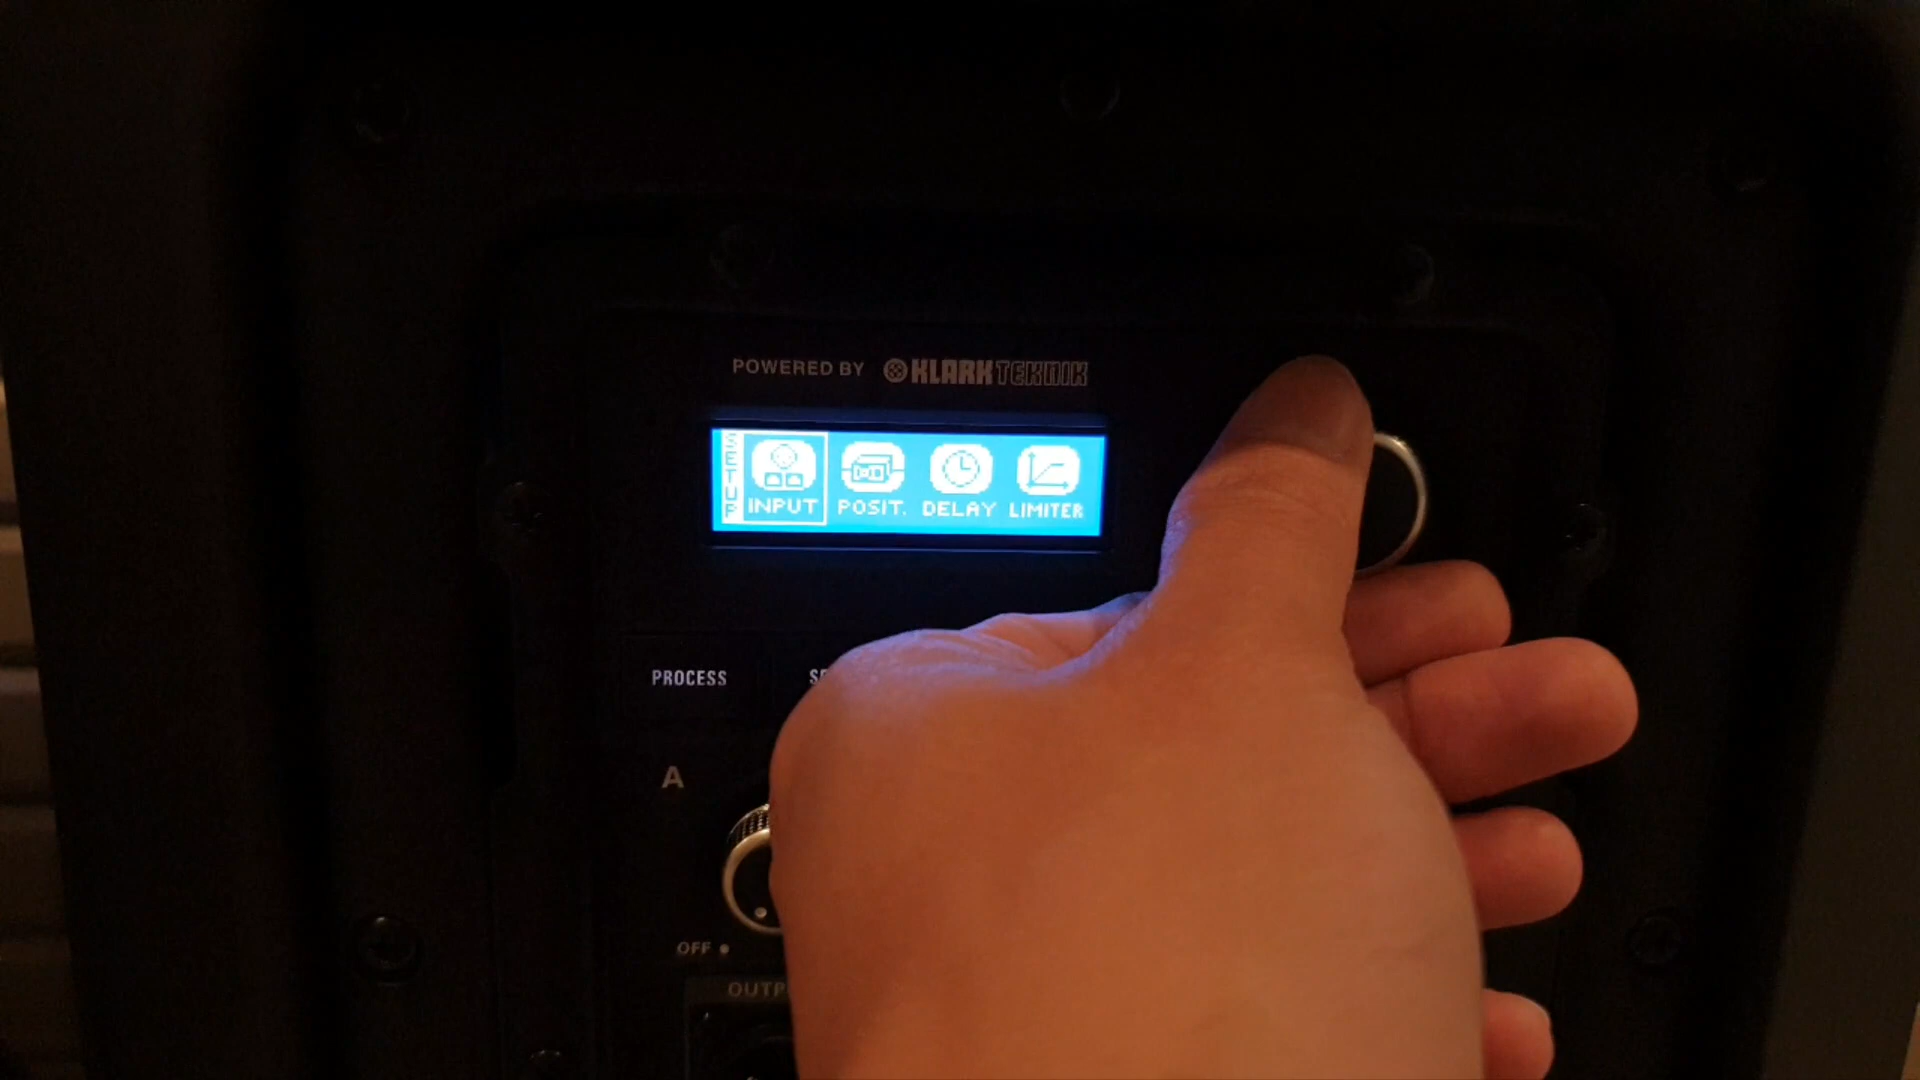 POWERED BY KLARK TEKNIK
SETUP
INPUT POSIT. DELAY LIMITER
PROCESS
A
OFF